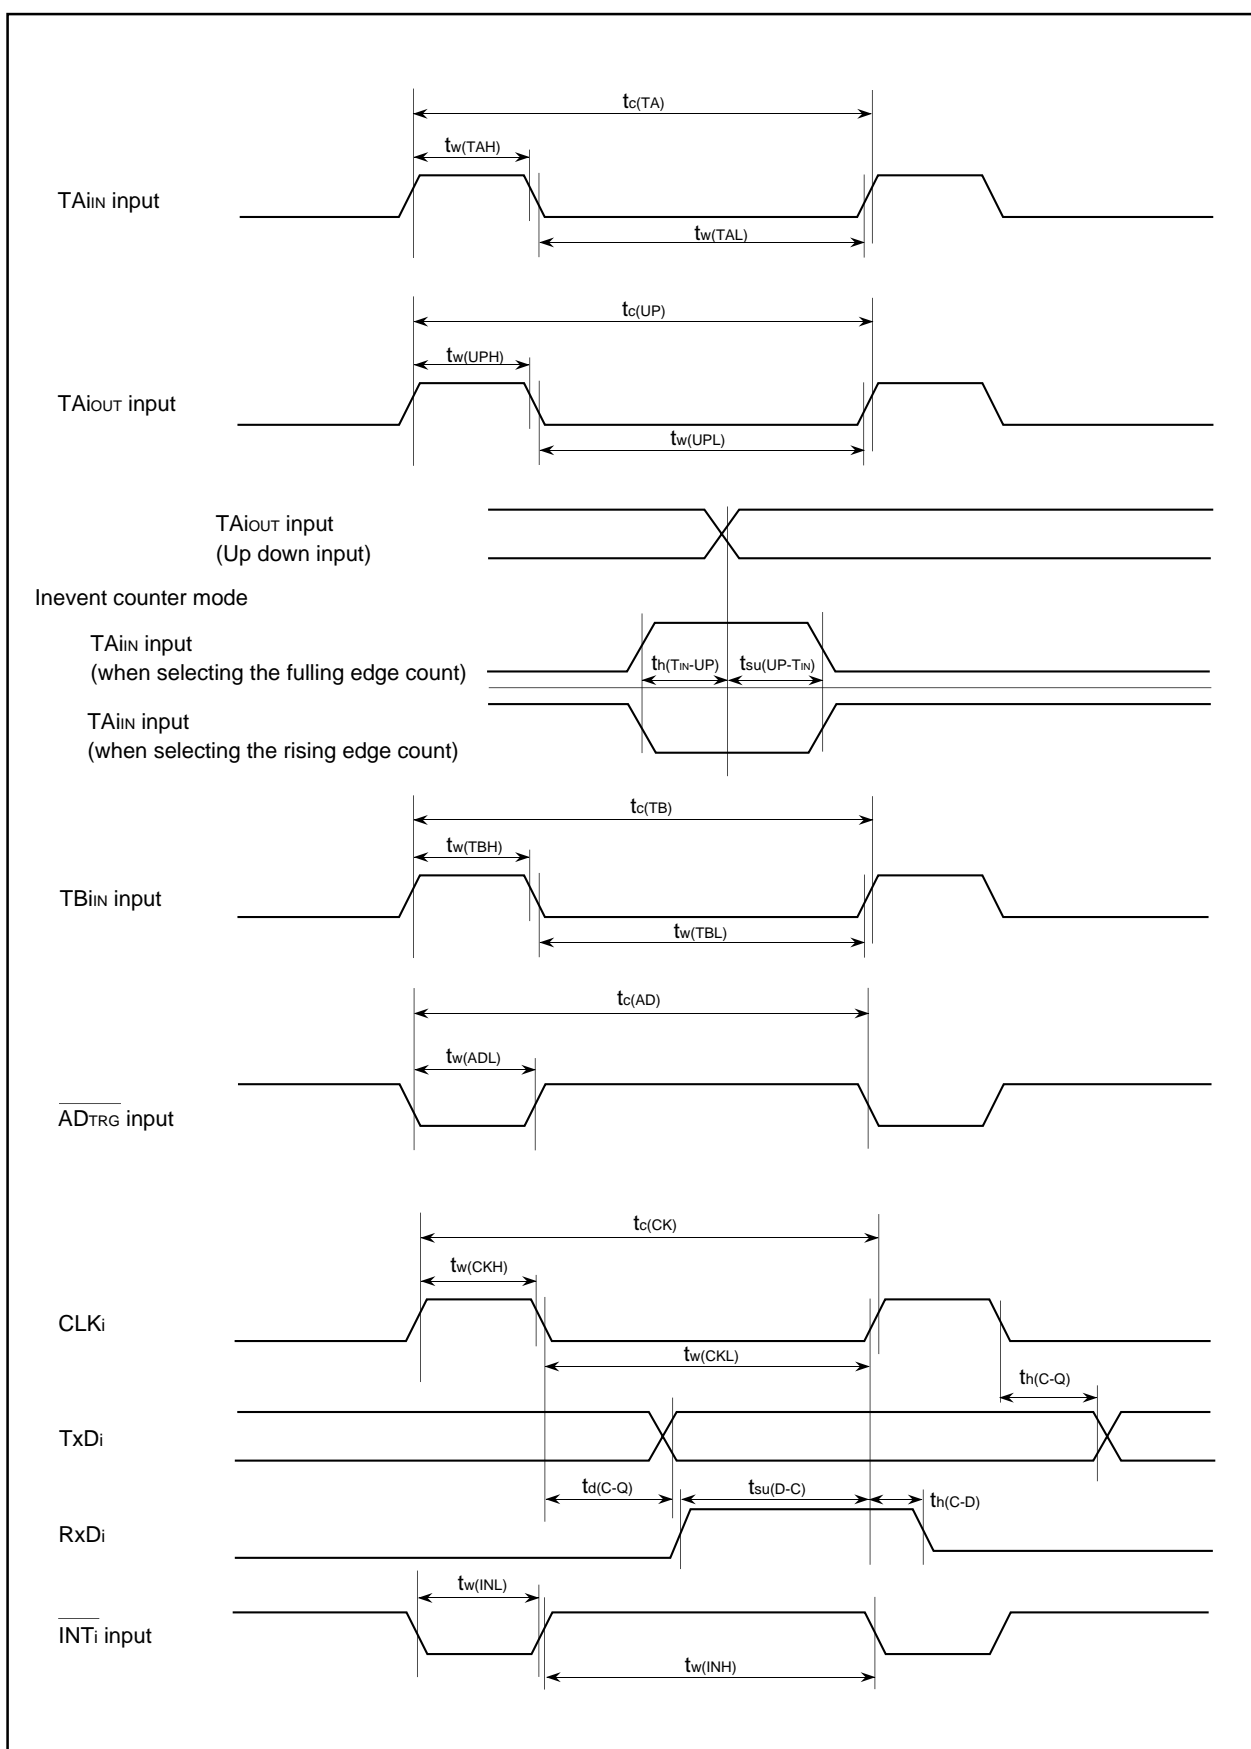 tc(TA)
tw(TAH)
TAiIN input
tw(TAL)
tc(UP)
tw(UPH)
TAiOUT input
tw(UPL)
TAiOUT input
(Up down input)
Inevent counter mode
TAiIN input
(when selecting the fulling edge count)
th(TIN-UP) tsu(UP-TIN)
TAiIN input
(when selecting the rising edge count)
tc(TB)
tw(TBH)
TBiIN input
tw(TBL)
tc(AD)
tw(ADL)
ADTRG input
tc(CK)
tw(CKH)
CLKi
tw(CKL)
th(C-Q)
TxDi
td(C-Q) tsu(D-C) th(C-D)
RxDi
tw(INL)
INTi input
tw(INH)